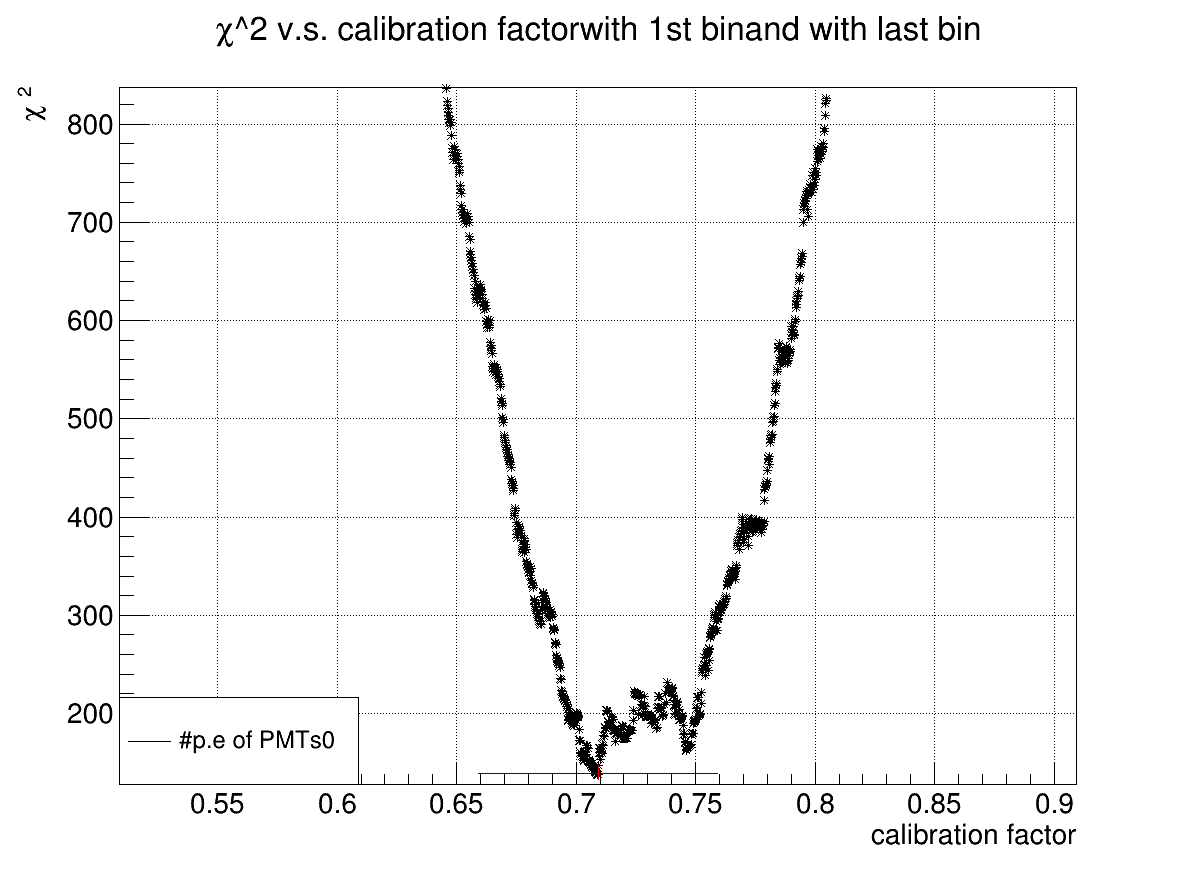 χ^2 v.s. calibration factorwith 1st binand with last bin
χ 2
800
700
600
500
400
300
200
#p.e of PMTs0
0.55 0.6 0.65 0.7 0.75 0.8 0.85 0.9
calibration factor